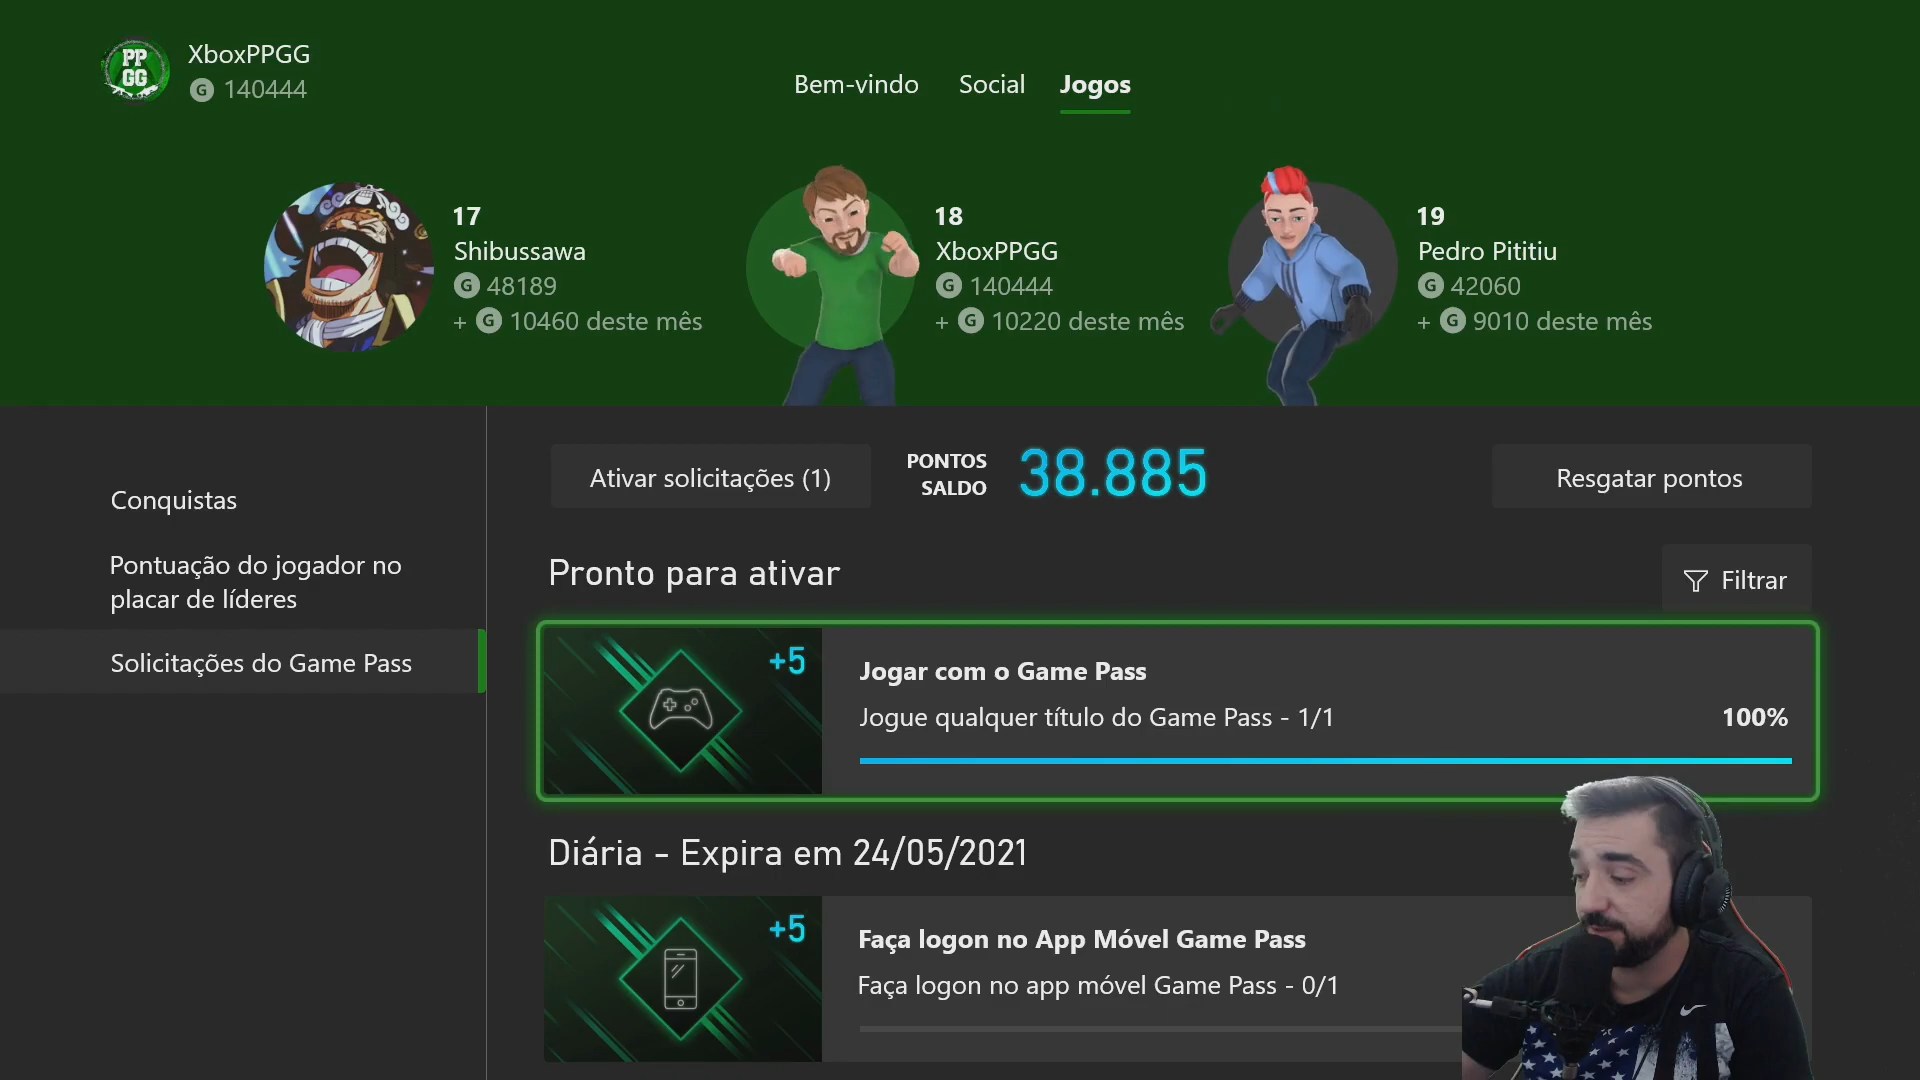 PP
GG
XboxPPGG
G 140444
Bem-vindo
Social
Jogos
17
Shibussawa
G 48189
+ G 10460 deste mês
18
XboxPPGG
G 140444
+ G 10220 deste mês
19
Pedro Pititiu
G 42060
+ G 9010 deste mês
Conquistas
Pontuação do jogador no
placar de líderes
Solicitações do Game Pass
Ativar solicitações (1)
PONTOS
SALDO
38.885
Resgatar pontos
Pronto para ativar
Filtrar
+5
Jogar com o Game Pass
Jogue qualquer título do Game Pass - 1/1
100%
Diária - Expira em 24/05/2021
+5
Faça logon no App Móvel Game Pass
Faça logon no app móvel Game Pass - 0/1